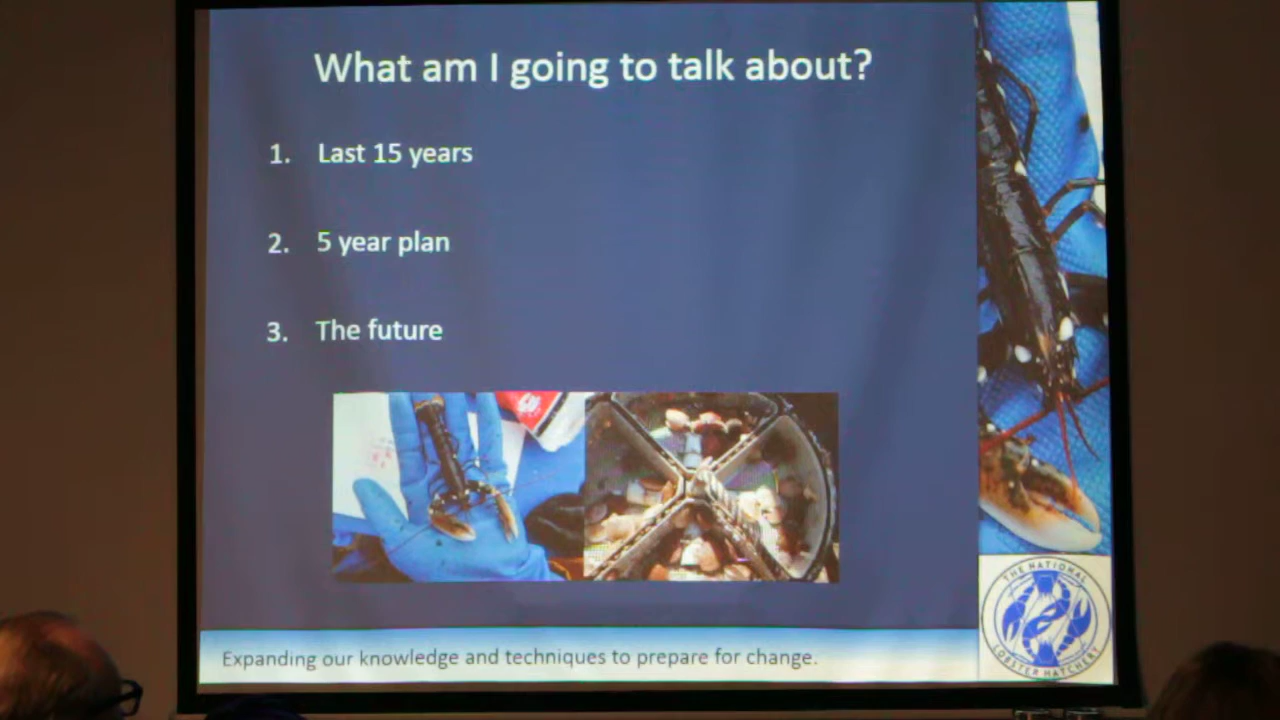 What am I going to talk about?
1. Last 15 years
2. 5 year plan
3. The future
Expanding our knowledge and techniques to prepare for change.
THE NATIONAL
LOBSTER HATCHERY